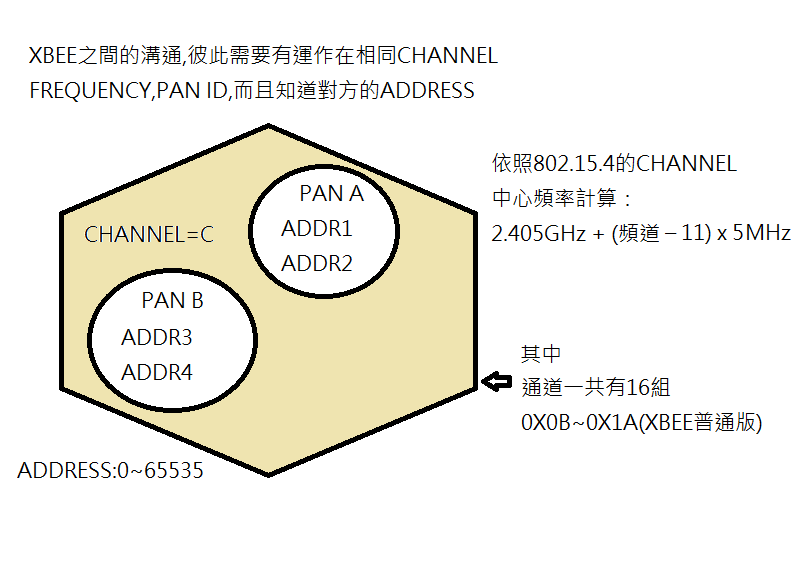 XBEE之間的溝通,彼此需要有運作在相同CHANNEL
FREQUENCY,PAN ID,而且知道對方的ADDRESS
依照802.15.4的CHANNEL
中心頻率計算：
2.405GHz + (頻道－11) x 5MHz
PAN A
ADDR1
ADDR2
CHANNEL=C
PAN B
ADDR3
ADDR4
其中
通道一共有16組
0X0B~0X1A(XBEE普通版)
ADDRESS:0~65535